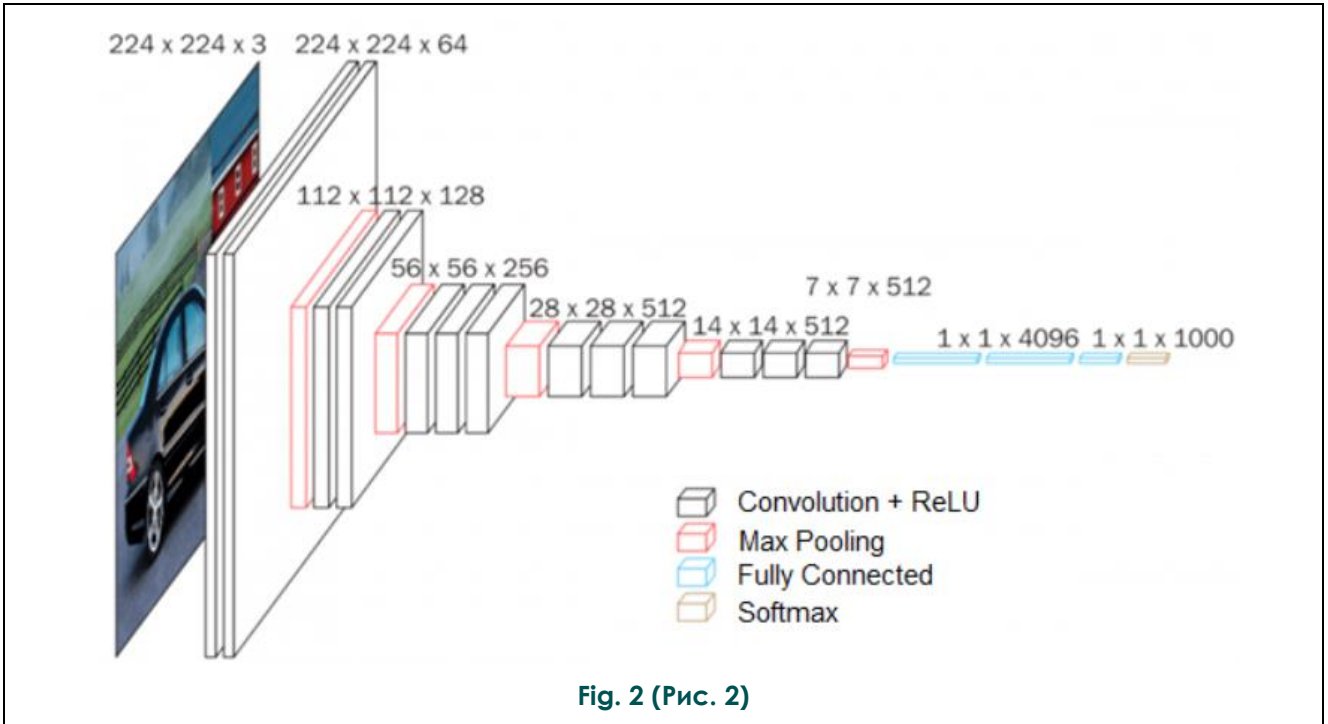 224 x 224 x 3 224 x 224 x 64
112 x 112 x 128
56 x 56 x 256
7 x 7 x 512
28 x 28 x 512
14 x 14 x 512
1 x 1 x 4096 1 x 1 x 1000
Convolution + ReLU
Max Pooling
Fully Connected
Softmax
Fig. 2 (Рис. 2)